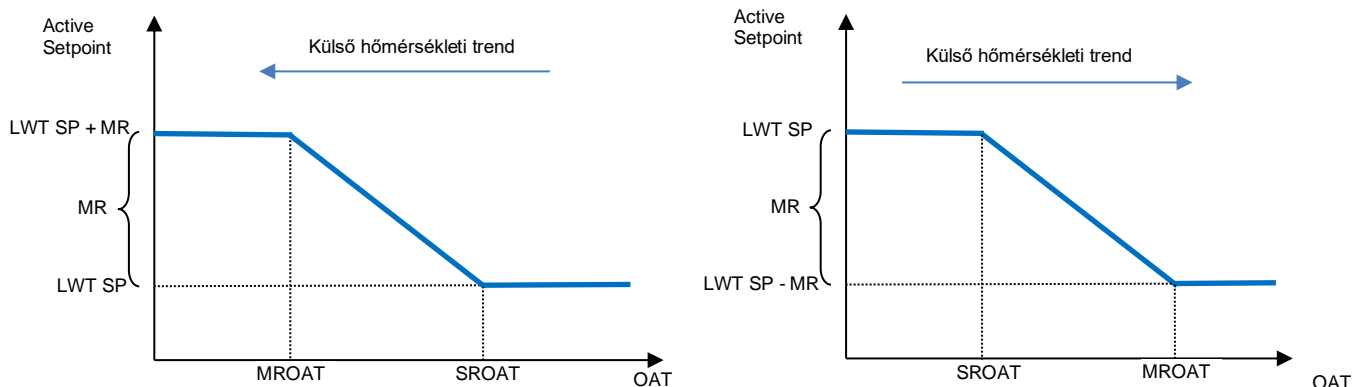 Active
Setpoint
Külső hőmérsékleti trend
LWT SP + MR
MR
LWT SP
MROAT
SROAT
OAT
Active
Setpoint
Külső hőmérsékleti trend
LWT SP
MR
LWT SP - MR
SROAT
MROAT
OAT